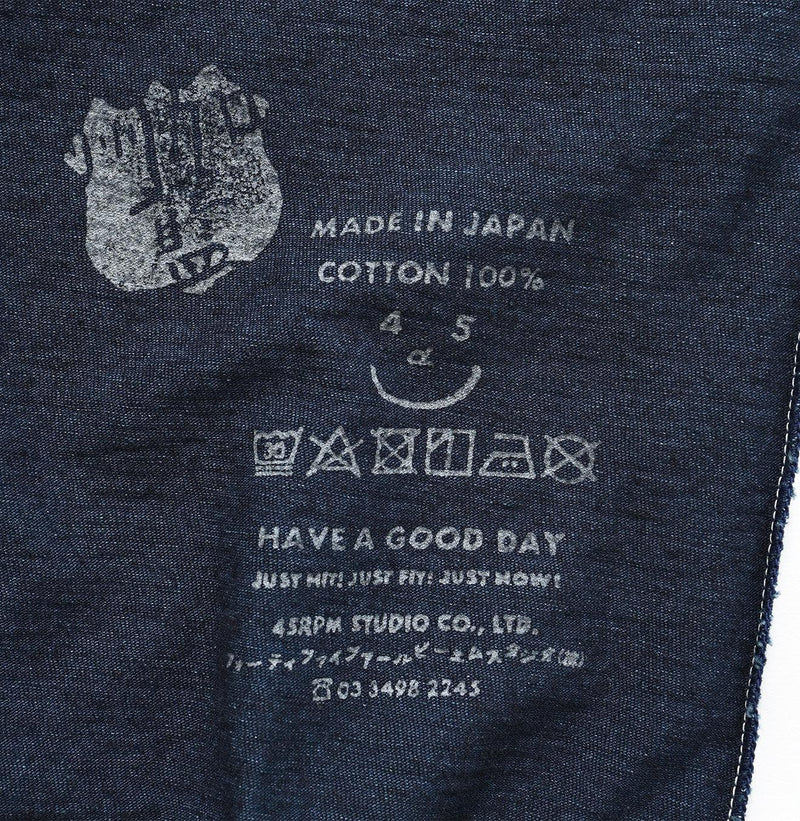 MADE IN JAPAN
COTTON 100%
4 5
α
30
HAVE A GOOD DAY
JUST HIT! JUST FIT! JUST NOW!
45RPM STUDIO CO., LTD.
フォーティファイブアールピーエムスタジオ(株)
☎03 3498 2245